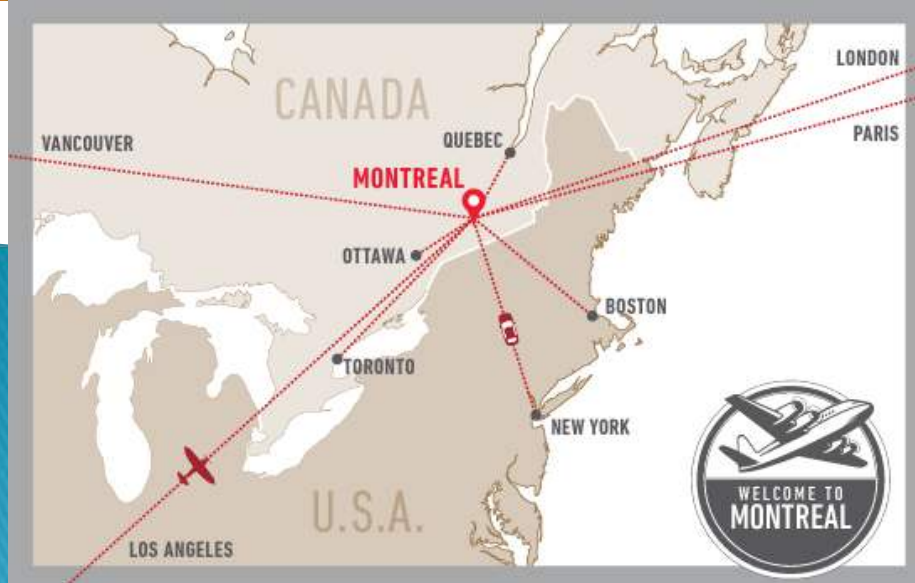 LONDON
CANADA
VANCOUVER
QUEBEC
PARIS
MONTREAL
OTTAWA
BOSTON
TORONTO
NEW YORK
U.S.A.
LOS ANGELES
WELCOME TO
MONTREAL